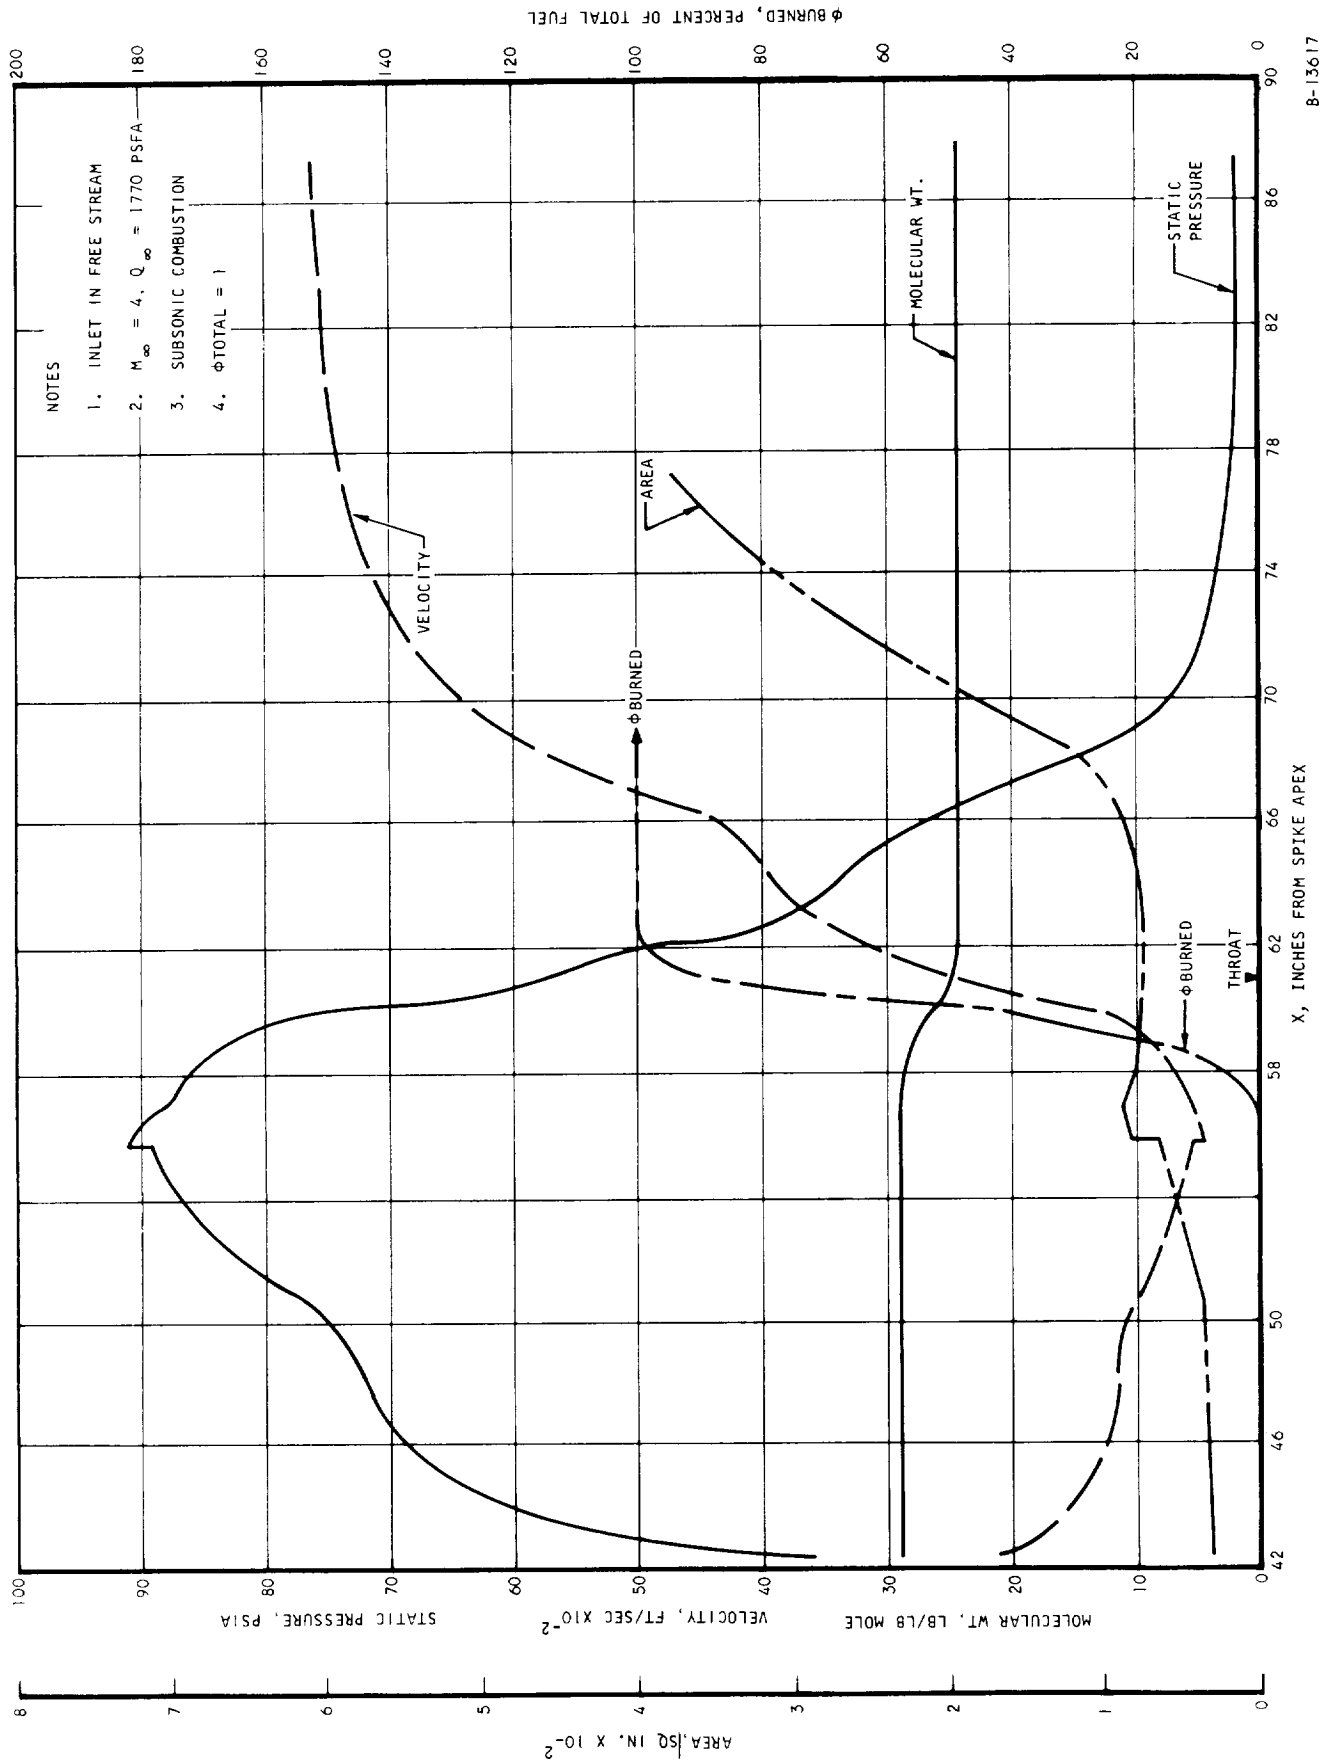 NOTES
1. INLET IN FREE STREAM
2. M∞ = 4, Q∞ = 1770 PSFA
3. SUBSONIC COMBUSTION
4. ΦTOTAL = 1
VELOCITY
AREA
ΦBURNED
MOLECULAR WT.
STATIC
PRESSURE
ΦBURNED
THROAT
AREA, SQ IN. X 10-2
0
1
2
3
4
5
6
7
8
STATIC PRESSURE, PSIA
VELOCITY, FT/SEC X10-2
MOLECULAR WT, LB/LB MOLE
0
10
20
30
40
50
60
70
80
90
100
ΦBURNED, PERCENT OF TOTAL FUEL
0
20
40
60
80
100
120
140
160
180
200
42
46
50
58
62
66
70
74
78
82
86
90
X, INCHES FROM SPIKE APEX
B-13617